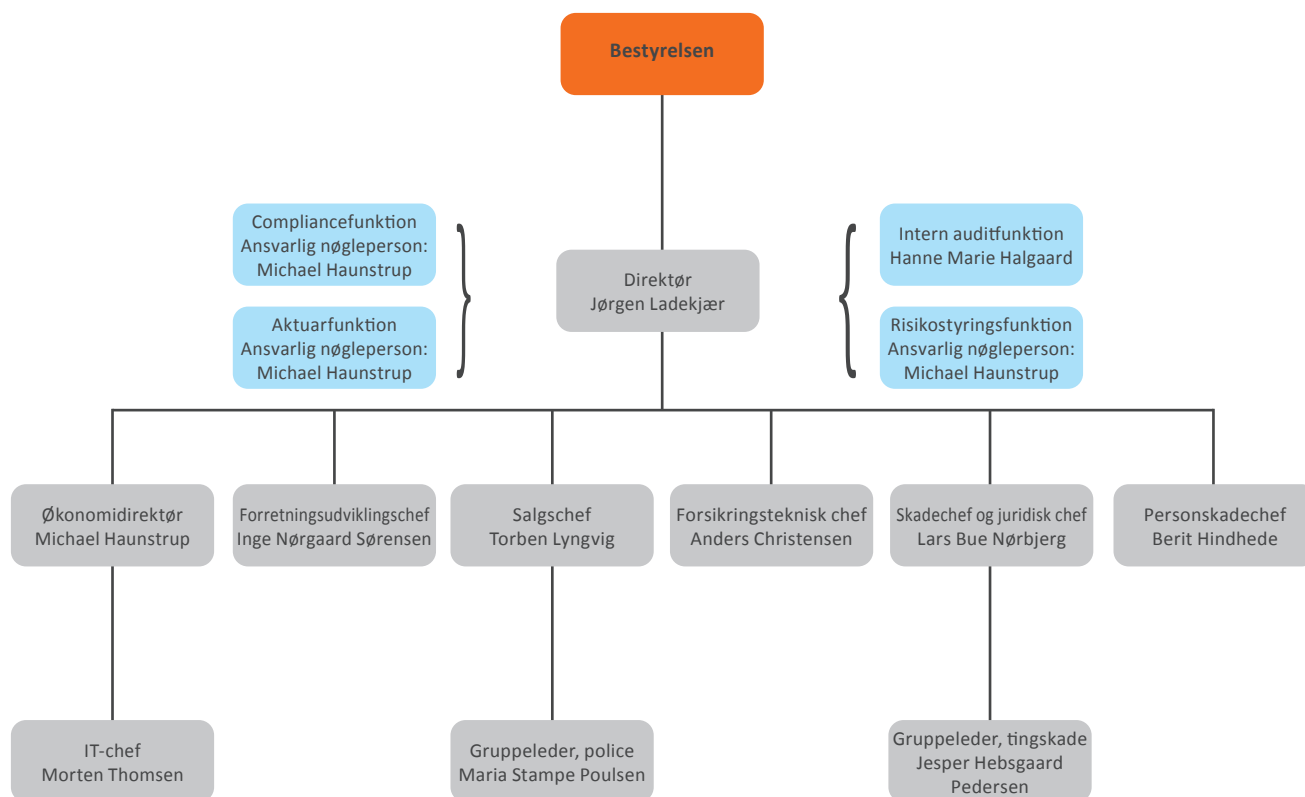 Bestyrelsen
Compliancefunktion
Ansvarlig nøgleperson:
Michael Haunstrup
Aktuarfunktion
Ansvarlig nøgleperson:
Michael Haunstrup
Direktør
Jørgen Ladekjær
Intern auditfunktion
Hanne Marie Halgaard
Risikostyringsfunktion
Ansvarlig nøgleperson:
Michael Haunstrup
Økonomidirektør
Michael Haunstrup
Forretningsudviklingschef
Inge Nørgaard Sørensen
Salgschef
Torben Lyngvig
Forsikringsteknisk chef
Anders Christensen
Skadechef og juridisk chef
Lars Bue Nørbjerg
Personskadechef
Berit Hindhede
IT-chef
Morten Thomsen
Gruppeleder, police
Maria Stampe Poulsen
Gruppeleder, tingskade
Jesper Hebsgaard
Pedersen